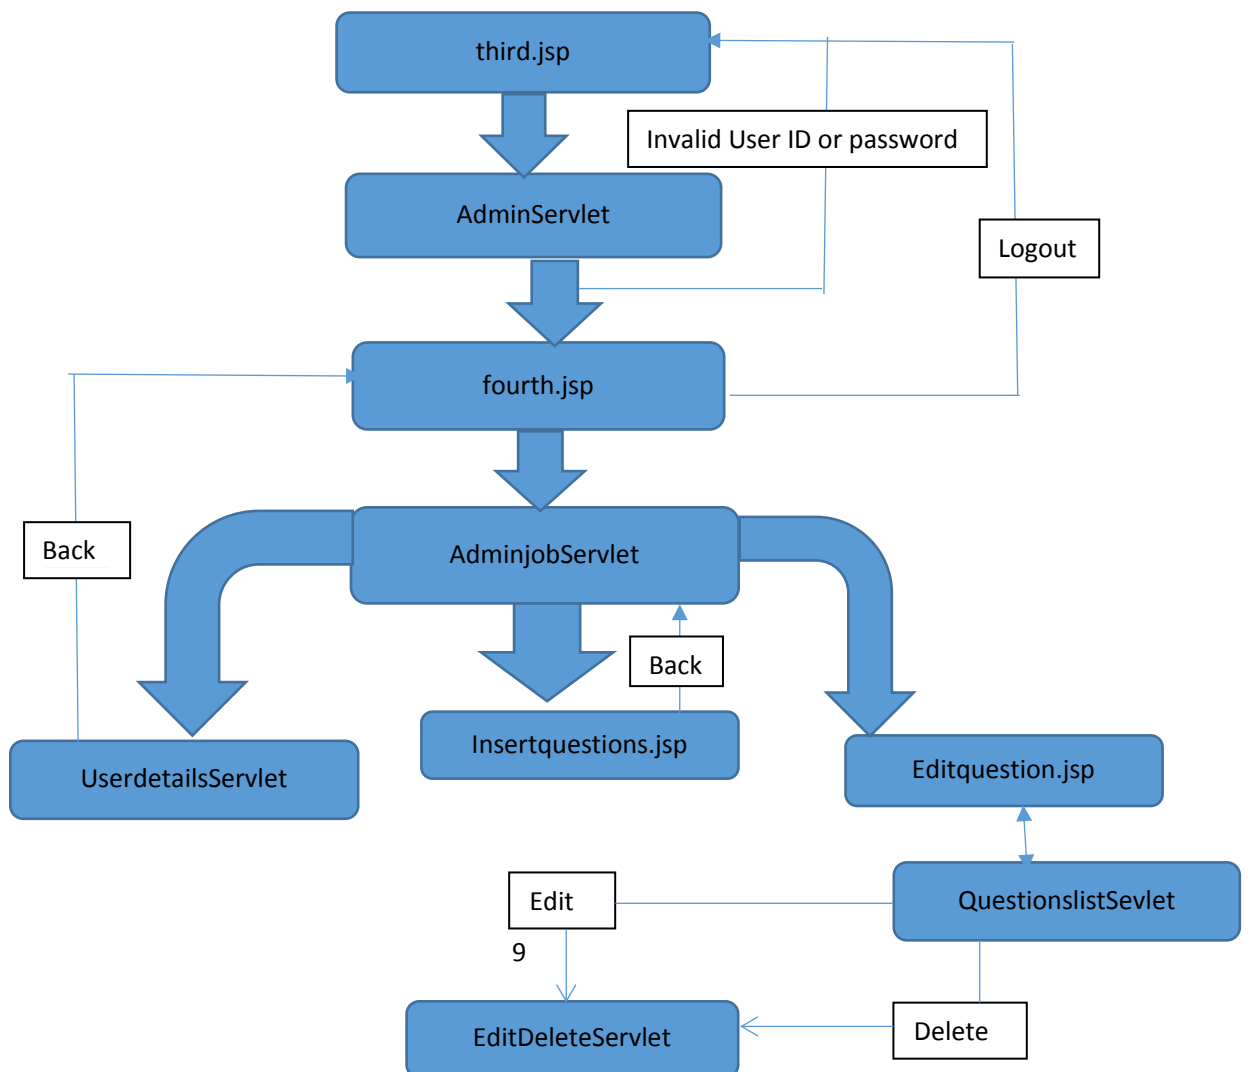 third.jsp
Invalid User ID or password
AdminServlet
Logout
fourth.jsp
Back
AdminjobServlet
Back
Insertquestions.jsp
UserdetailsServlet
Editquestion.jsp
QuestionslistSevlet
Edit
9
EditDeleteServlet
Delete